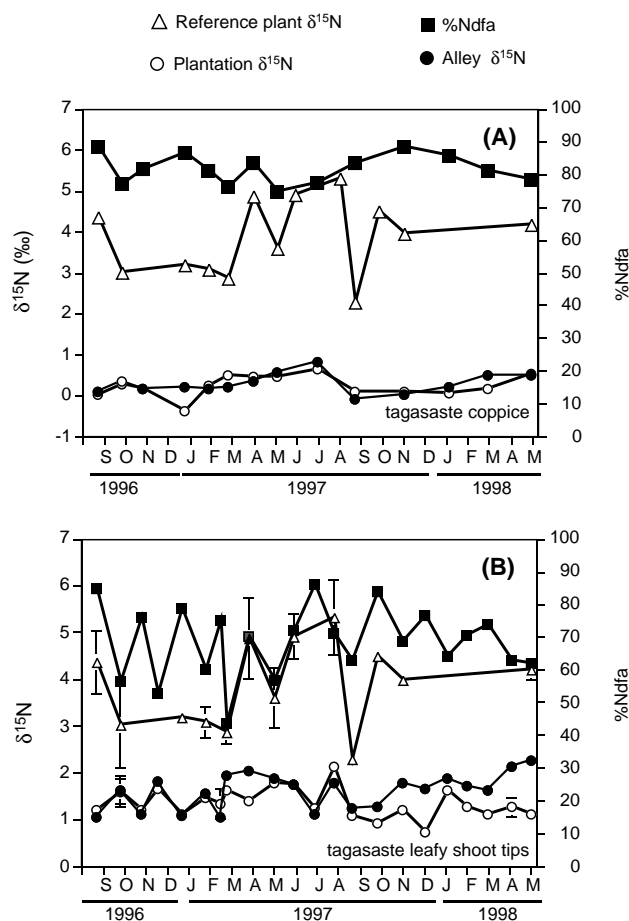 Reference plant δ¹⁵N
%Ndfa
Plantation δ¹⁵N
Alley δ¹⁵N
7
6
5
4
3
2
1
0
-1
δ¹⁵N (‰)
(A)
100
90
80
70
60
50
40
30
20
10
0
%Ndfa
tagasaste coppice
S O N D J F M A M J J A S O N D J F M A M
1996 1997 1998
7
6
5
4
3
2
1
0
δ¹⁵N
(B)
100
90
80
70
60
50
40
30
20
10
0
%Ndfa
tagasaste leafy shoot tips
S O N D J F M A M J J A S O N D J F M A M
1996 1997 1998